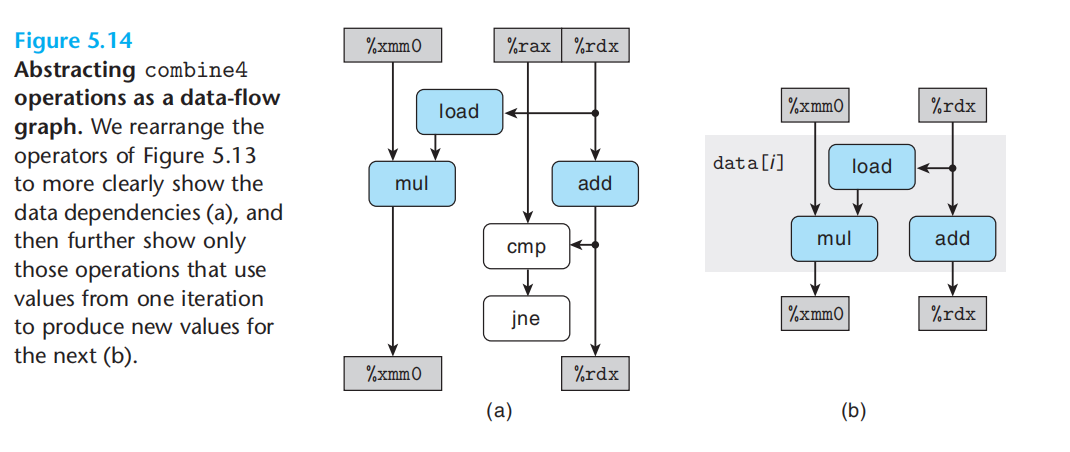 Figure 5.14
Abstracting combine4
operations as a data-flow
graph. We rearrange the
operators of Figure 5.13
to more clearly show the
data dependencies (a), and
then further show only
those operations that use
values from one iteration
to produce new values for
the next (b).
%xmm0 %rax %rdx
load
mul add
cmp
jne
%xmm0 %rdx
(a)
%xmm0 %rdx
data[i] load
mul add
%xmm0 %rdx
(b)